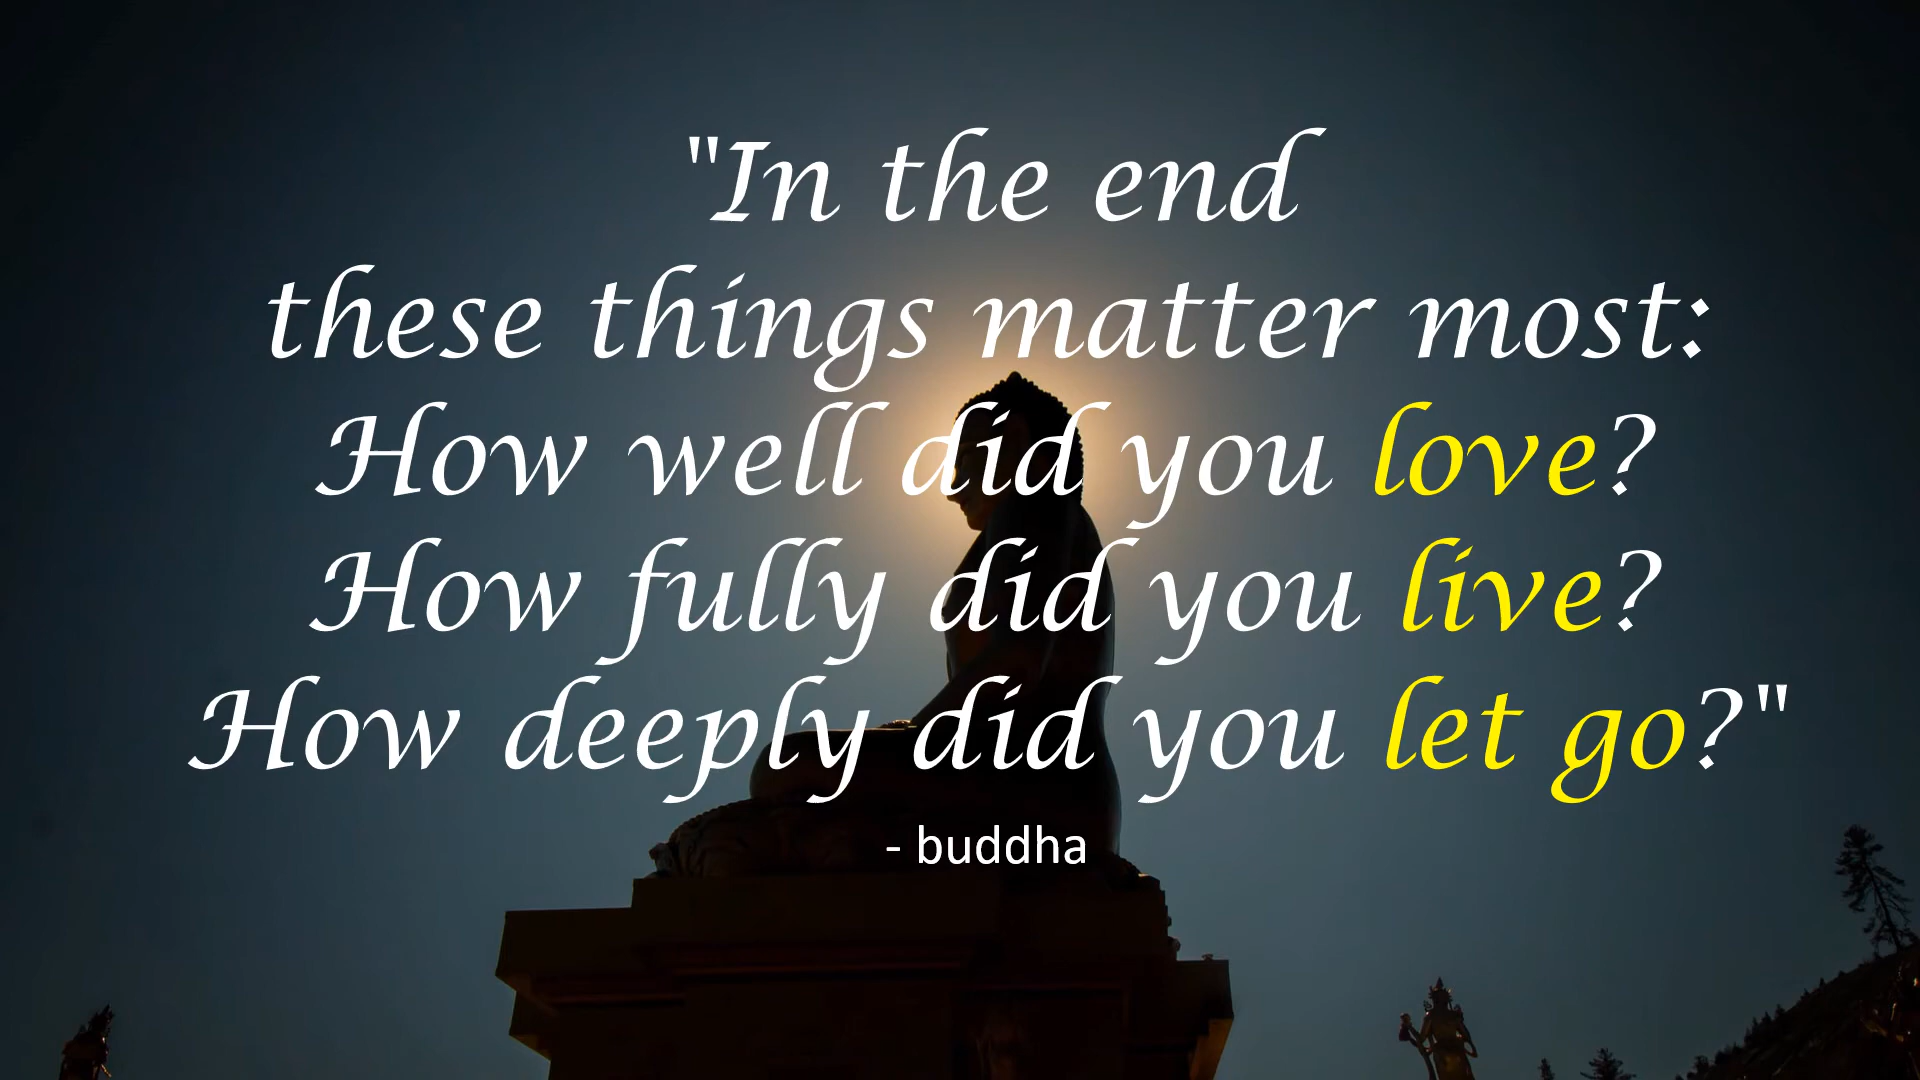 "In the end
these things matter most:
How well did you love?
How fully did you live?
How deeply did you let go?"
- buddha